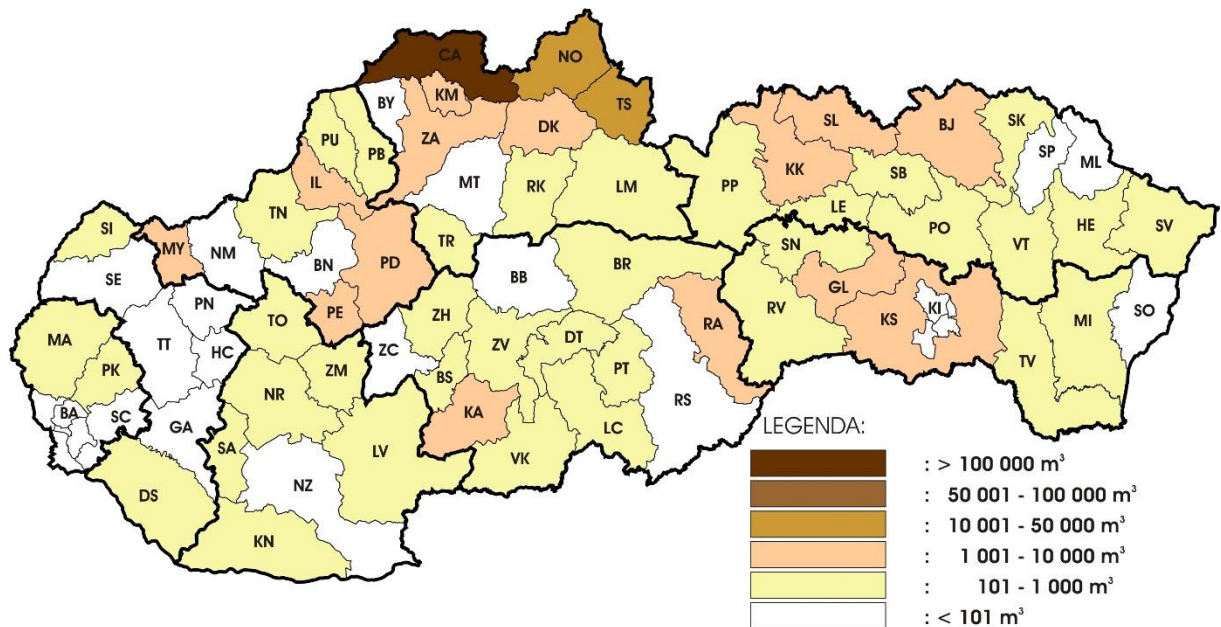 CA
NO
TS
BY
KM
ZA
DK
PU
PB
IL
MT
RK
LM
PP
KK
SL
BJ
SK
SP
ML
SB
LE
PO
VT
HE
SV
SI
MY
NM
TN
BN
PD
TR
SE
PN
PE
BB
BR
SN
GL
RV
KS
KI
MI
SO
TV
MA
PK
TT
HC
TO
ZH
ZC
ZV
DT
RA
PT
BA
SC
GA
NR
ZM
BS
KA
LC
RS
SA
LV
VK
DS
NZ
KN
LEGENDA:
: > 100 000 m³
: 50 001 - 100 000 m³
: 10 001 - 50 000 m³
: 1 001 - 10 000 m³
: 101 - 1 000 m³
: < 101 m³